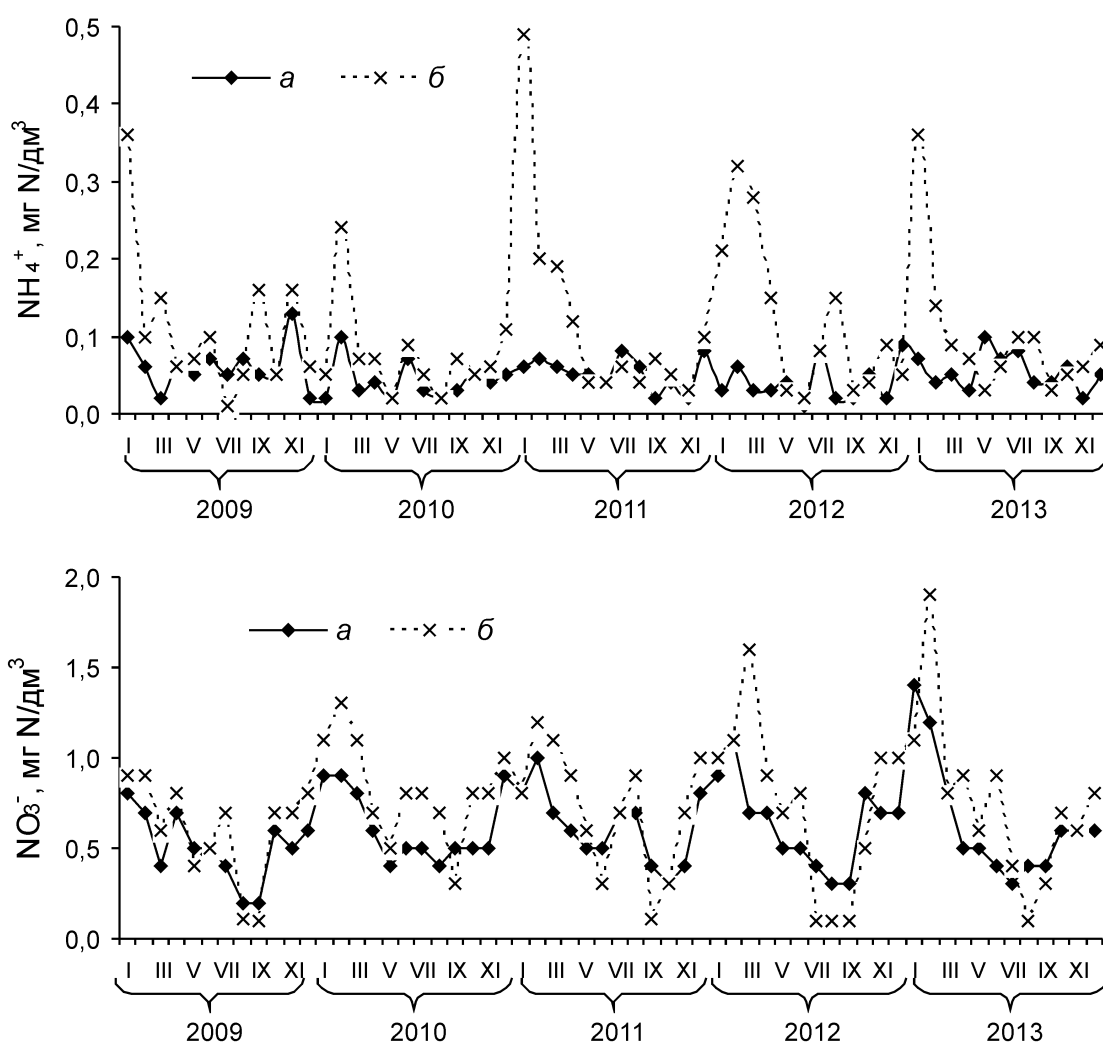 NH₄⁺, мг N/дм³
0,5
0,4
0,3
0,2
0,1
0,0
а б
I III V VII IX XI I III V VII IX XI I III V VII IX XI I III V VII IX XI I III V VII IX XI
2009 2010 2011 2012 2013
NO₃⁻, мг N/дм³
2,0
1,5
1,0
0,5
0,0
а б
I III V VII IX XI I III V VII IX XI I III V VII IX XI I III V VII IX XI I III V VII IX XI
2009 2010 2011 2012 2013